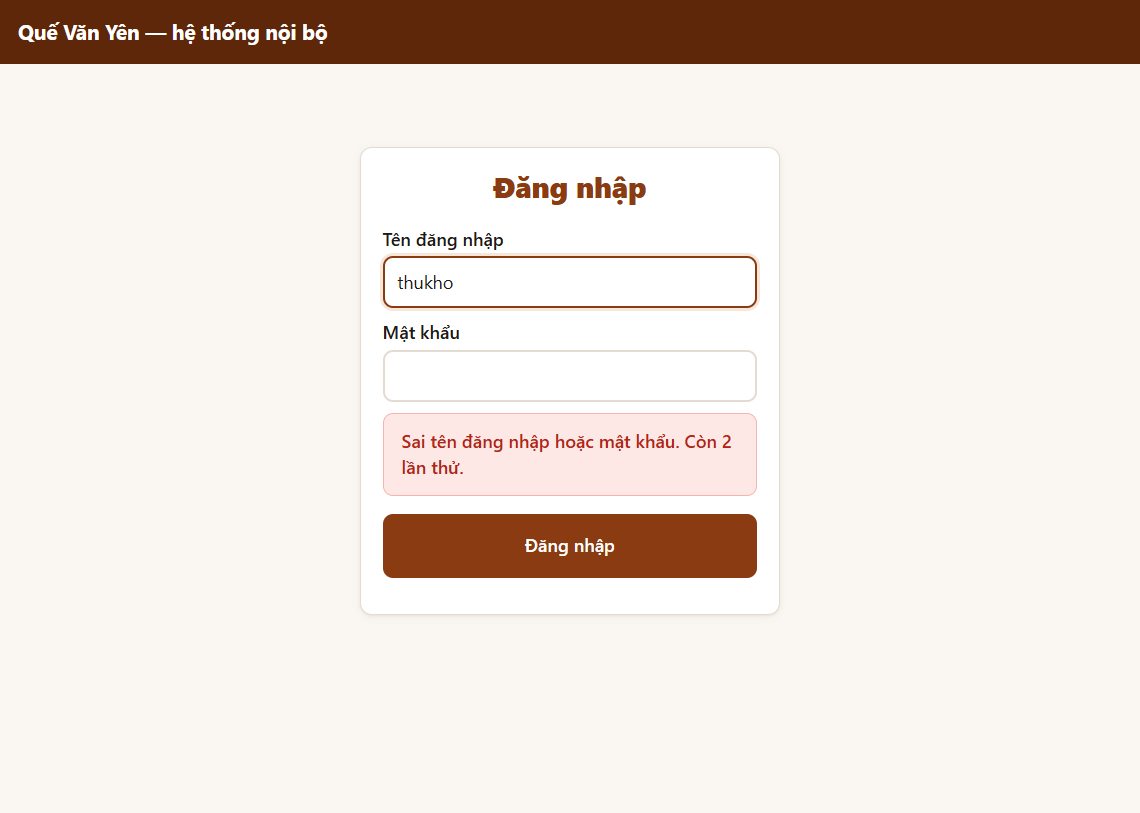 Quế Văn Yên — hệ thống nội bộ
Đăng nhập
Tên đăng nhập
thukho
Mật khẩu
Sai tên đăng nhập hoặc mật khẩu. Còn 2
lần thử.
Đăng nhập